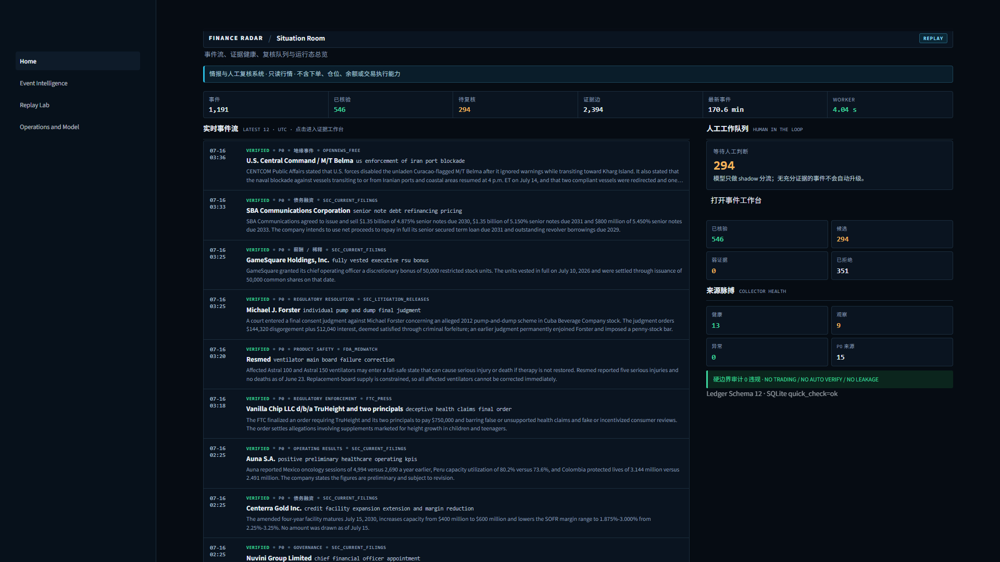 Home
Event Intelligence
Replay Lab
Operations and Model
FINANCE RADAR / Situation Room
REPLAY
事件流、证据健康、复核队列与运行态总览
情报与人工复核系统 · 只读行情 · 不含下单、仓位、余额或交易执行能力
事件
1,191
已核验
546
待复核
294
证据边
2,394
最新事件
170.6 min
WORKER
4.04 s
实时事件流 LATEST 12 · UTC · 点击进入证据工作台
07-16
03:36
VERIFIED • P0 • 地缘事件 • OPENNEWS_FREE
U.S. Central Command / M/T Belma us enforcement of iran port blockade
CENTCOM Public Affairs stated that U.S. forces disabled the unladen Curacao-flagged M/T Belma after it ignored warnings while transiting toward Kharg Island. It also stated that
the naval blockade against vessels transiting to or from Iranian ports and coastal areas resumed at 4 p.m. ET on July 14, and that two compliant vessels were redirected and one…
07-16
03:33
VERIFIED • P0 • 债务融资 • SEC_CURRENT_FILINGS
SBA Communications Corporation senior note debt refinancing pricing
SBA Communications agreed to issue and sell $1.35 billion of 4.875% senior notes due 2030, $1.35 billion of 5.150% senior notes due 2031 and $800 million of 5.450% senior notes
due 2033. The company intends to use net proceeds to repay in full its senior secured term loan due 2031 and outstanding revolver borrowings due 2029.
07-16
03:25
VERIFIED • P0 • 薪酬 / 稀释 • SEC_CURRENT_FILINGS
GameSquare Holdings, Inc. fully vested executive rsu bonus
GameSquare granted its chief operating officer a discretionary bonus of 50,000 restricted stock units. The units vested in full on July 10, 2026 and were settled through issuance of
50,000 common shares on that date.
07-16
03:25
VERIFIED • P0 • REGULATORY RESOLUTION • SEC_LITIGATION_RELEASES
Michael J. Forster individual pump and dump final judgment
A court entered a final consent judgment against Michael Forster concerning an alleged 2012 pump-and-dump scheme in Cuba Beverage Company stock. The judgment orders
$144,320 disgorgement plus $12,040 interest, deemed satisfied through criminal forfeiture; an earlier judgment permanently enjoined Forster and imposed a penny-stock bar.
07-16
03:20
VERIFIED • P0 • PRODUCT SAFETY • FDA_MEDWATCH
Resmed ventilator main board failure correction
Affected Astral 100 and Astral 150 ventilators may enter a fail-safe state that can cause serious injury or death if therapy is not restored. Resmed reported five serious injuries and
no deaths as of June 23. Replacement-board supply is constrained, so all affected ventilators cannot be corrected immediately.
07-16
03:18
VERIFIED • P0 • REGULATORY ENFORCEMENT • FTC_PRESS
Vanilla Chip LLC d/b/a TruHeight and two principals deceptive health claims final order
The FTC finalized an order requiring TruHeight and its two principals to pay $750,000 and barring false or unsupported health claims and fake or incentivized consumer reviews.
The order settles allegations involving supplements marketed for height growth in children and teenagers.
07-16
02:25
VERIFIED • P0 • OPERATING RESULTS • SEC_CURRENT_FILINGS
Auna S.A. positive preliminary healthcare operating kpis
Auna reported Mexico oncology sessions of 4,994 versus 2,690 a year earlier, Peru capacity utilization of 80.2% versus 73.6%, and Colombia protected lives of 3.144 million versus
2.491 million. The company states the figures are preliminary and subject to revision.
07-16
02:25
VERIFIED • P0 • 债务融资 • SEC_CURRENT_FILINGS
Centerra Gold Inc. credit facility expansion extension and margin reduction
The amended four-year facility matures July 15, 2030, increases capacity from $400 million to $600 million and lowers the SOFR margin range to 1.875%-3.000% from
2.25%-3.25%. No amount was drawn as of July 15.
07-16
02:25
VERIFIED • P0 • GOVERNANCE • SEC_CURRENT_FILINGS
Nuvini Group Limited chief financial officer appointment
人工工作队列 HUMAN IN THE LOOP
等待人工判断
294
模型只做 shadow 分流；无充分证据的事件不会自动升级。
打开事件工作台
已核验
546
候选
294
弱证据
0
已拒绝
351
来源脉搏 COLLECTOR HEALTH
健康
13
观察
9
异常
0
P0 来源
15
硬边界审计 0 违规 · NO TRADING / NO AUTO VERIFY / NO LEAKAGE
Ledger Schema 12 · SQLite quick_check=ok